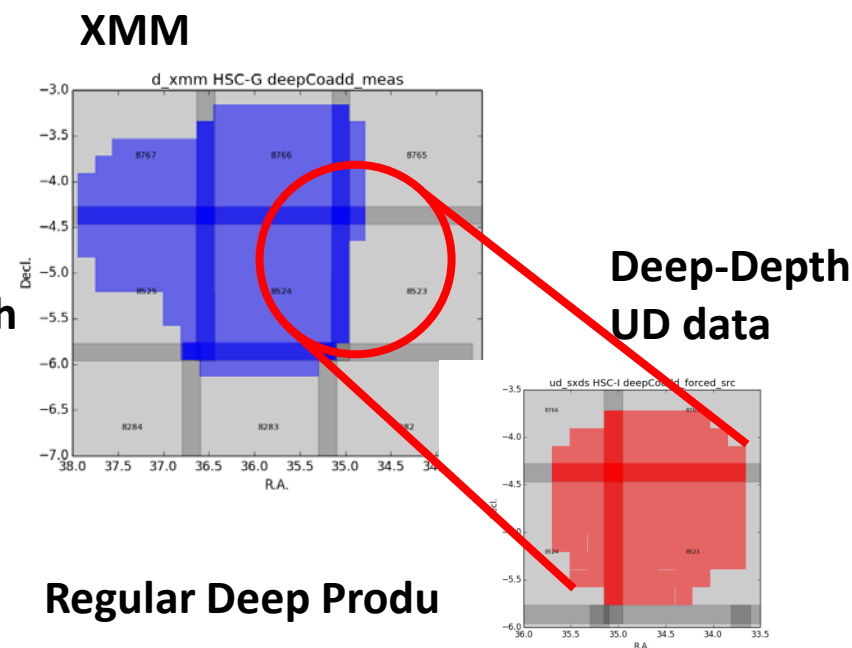 XMM
d_xmm HSC-G deepCoadd_meas
−3.0
−3.5
8767 8766 8765
−4.0
−4.5
Decl.
−5.0
8525 8524 8523
−5.5
−6.0
−6.5
8284 8283
−7.0
38.0 37.5 37.0 36.5 36.0 35.5 35.0 34.5
R.A.
h
Deep-Depth
UD data
ud_sxds HSC-I
−3.5
8766
−4.0
−4.5
−5.0
8524 8523
−5.5
−6.0
36.0 35.5 35.0 34.5 34.0 33.5
R.A.
Regular Deep Produ